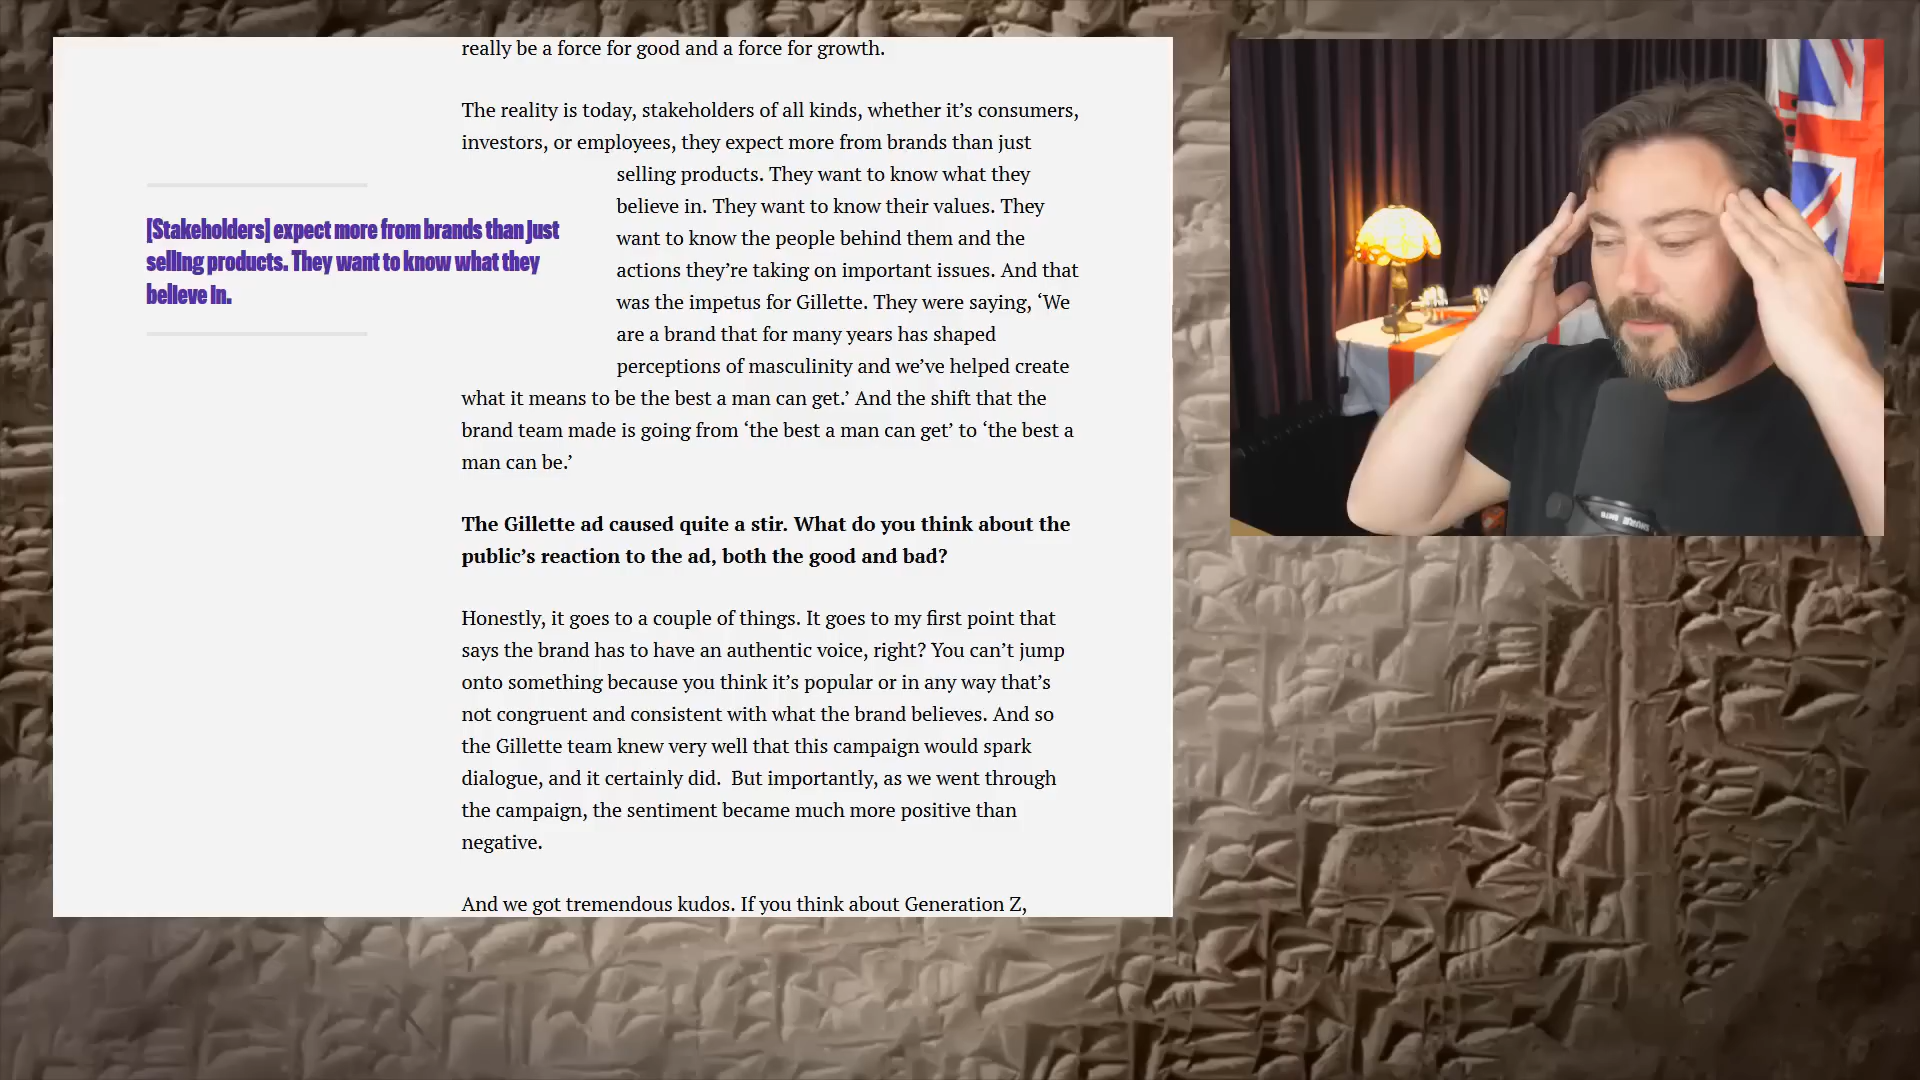 really be a force for good and a force for growth.
The reality is today, stakeholders of all kinds, whether it’s consumers,
investors, or employees, they expect more from brands than just
selling products. They want to know what they
believe in. They want to know their values. They
want to know the people behind them and the
actions they’re taking on important issues. And that
was the impetus for Gillette. They were saying, ‘We
are a brand that for many years has shaped
perceptions of masculinity and we’ve helped create
what it means to be the best a man can get.’ And the shift that the
brand team made is going from ‘the best a man can get’ to ‘the best a
man can be.’
[Stakeholders] expect more from brands than just
selling products. They want to know what they
believe in.
The Gillette ad caused quite a stir. What do you think about the
public’s reaction to the ad, both the good and bad?
Honestly, it goes to a couple of things. It goes to my first point that
says the brand has to have an authentic voice, right? You can’t jump
onto something because you think it’s popular or in any way that’s
not congruent and consistent with what the brand believes. And so
the Gillette team knew very well that this campaign would spark
dialogue, and it certainly did.  But importantly, as we went through
the campaign, the sentiment became much more positive than
negative.
And we got tremendous kudos. If you think about Generation Z,
SHURE